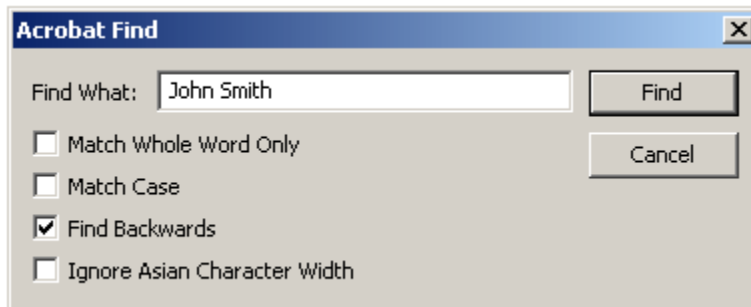 Acrobat Find
Find What: John Smith Find
Match Whole Word Only Cancel
Match Case
Find Backwards
Ignore Asian Character Width